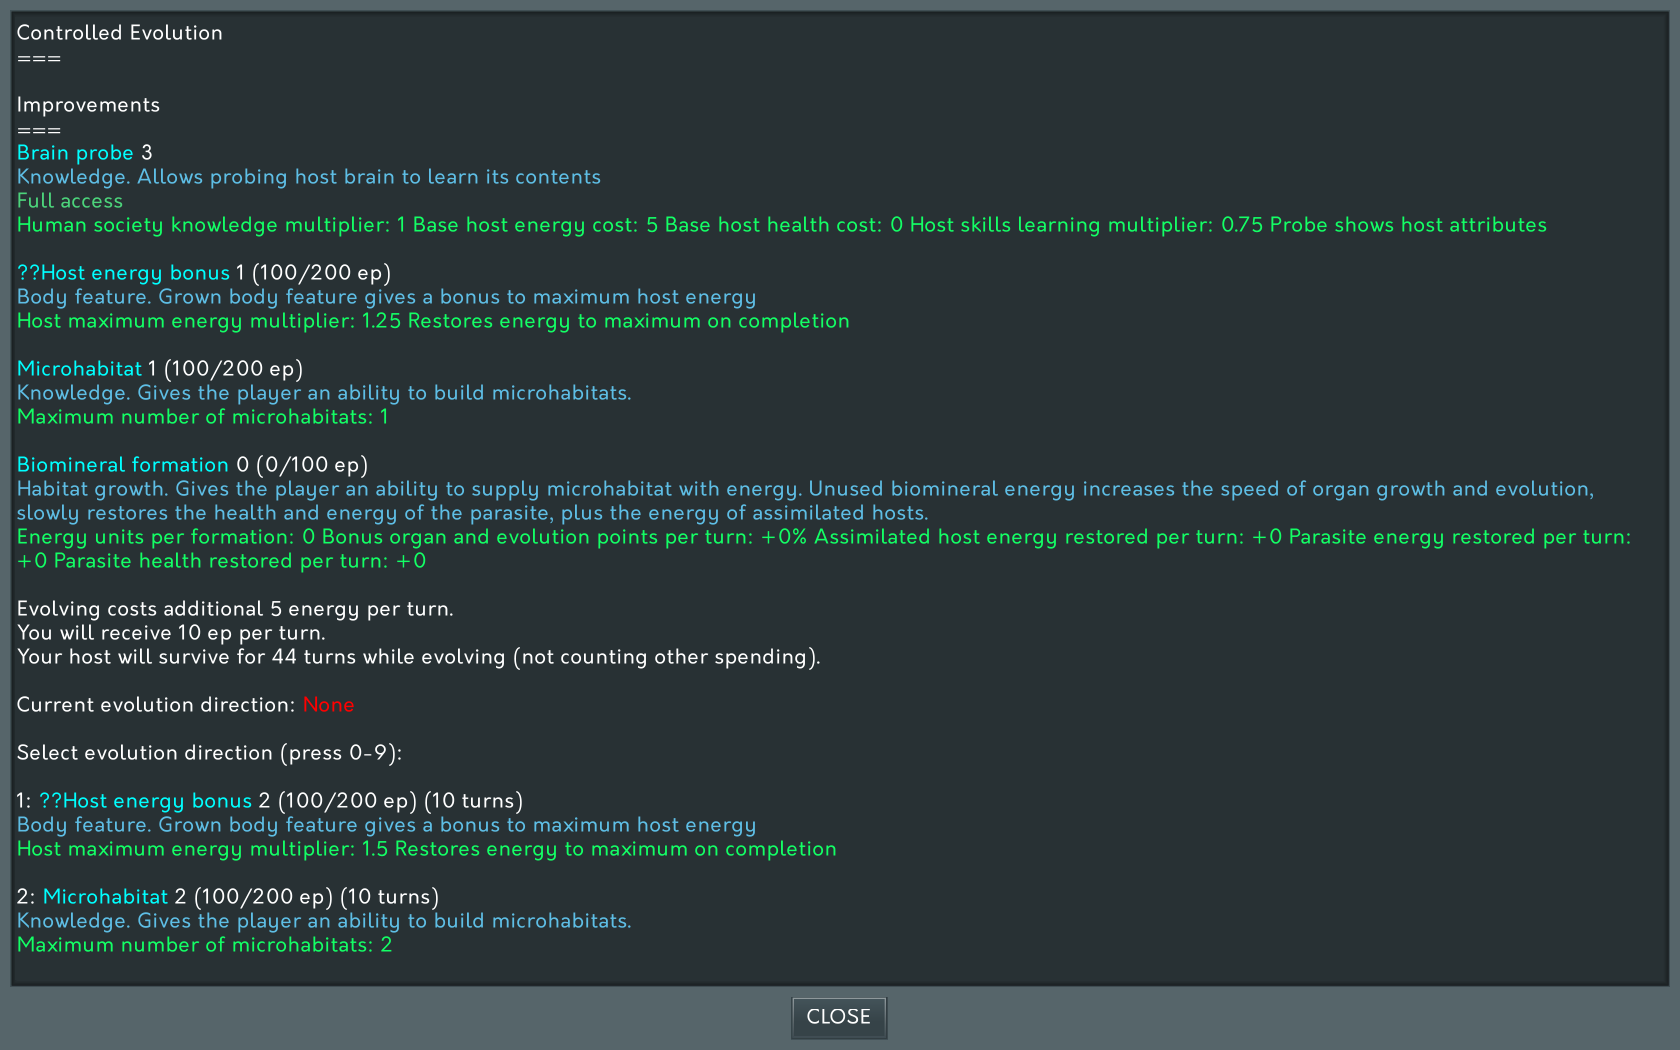 Controlled Evolution
===
Improvements
===
Brain probe 3
Knowledge. Allows probing host brain to learn its contents
Full access
Human society knowledge multiplier: 1 Base host energy cost: 5 Base host health cost: 0 Host skills learning multiplier: 0.75 Probe shows host attributes
??Host energy bonus 1 (100/200 ep)
Body feature. Grown body feature gives a bonus to maximum host energy
Host maximum energy multiplier: 1.25 Restores energy to maximum on completion
Microhabitat 1 (100/200 ep)
Knowledge. Gives the player an ability to build microhabitats.
Maximum number of microhabitats: 1
Biomineral formation 0 (0/100 ep)
Habitat growth. Gives the player an ability to supply microhabitat with energy. Unused biomineral energy increases the speed of organ growth and evolution,
slowly restores the health and energy of the parasite, plus the energy of assimilated hosts.
Energy units per formation: 0 Bonus organ and evolution points per turn: +0% Assimilated host energy restored per turn: +0 Parasite energy restored per turn:
+0 Parasite health restored per turn: +0
Evolving costs additional 5 energy per turn.
You will receive 10 ep per turn.
Your host will survive for 44 turns while evolving (not counting other spending).
Current evolution direction: None
Select evolution direction (press 0-9):
1: ??Host energy bonus 2 (100/200 ep) (10 turns)
Body feature. Grown body feature gives a bonus to maximum host energy
Host maximum energy multiplier: 1.5 Restores energy to maximum on completion
2: Microhabitat 2 (100/200 ep) (10 turns)
Knowledge. Gives the player an ability to build microhabitats.
Maximum number of microhabitats: 2
CLOSE